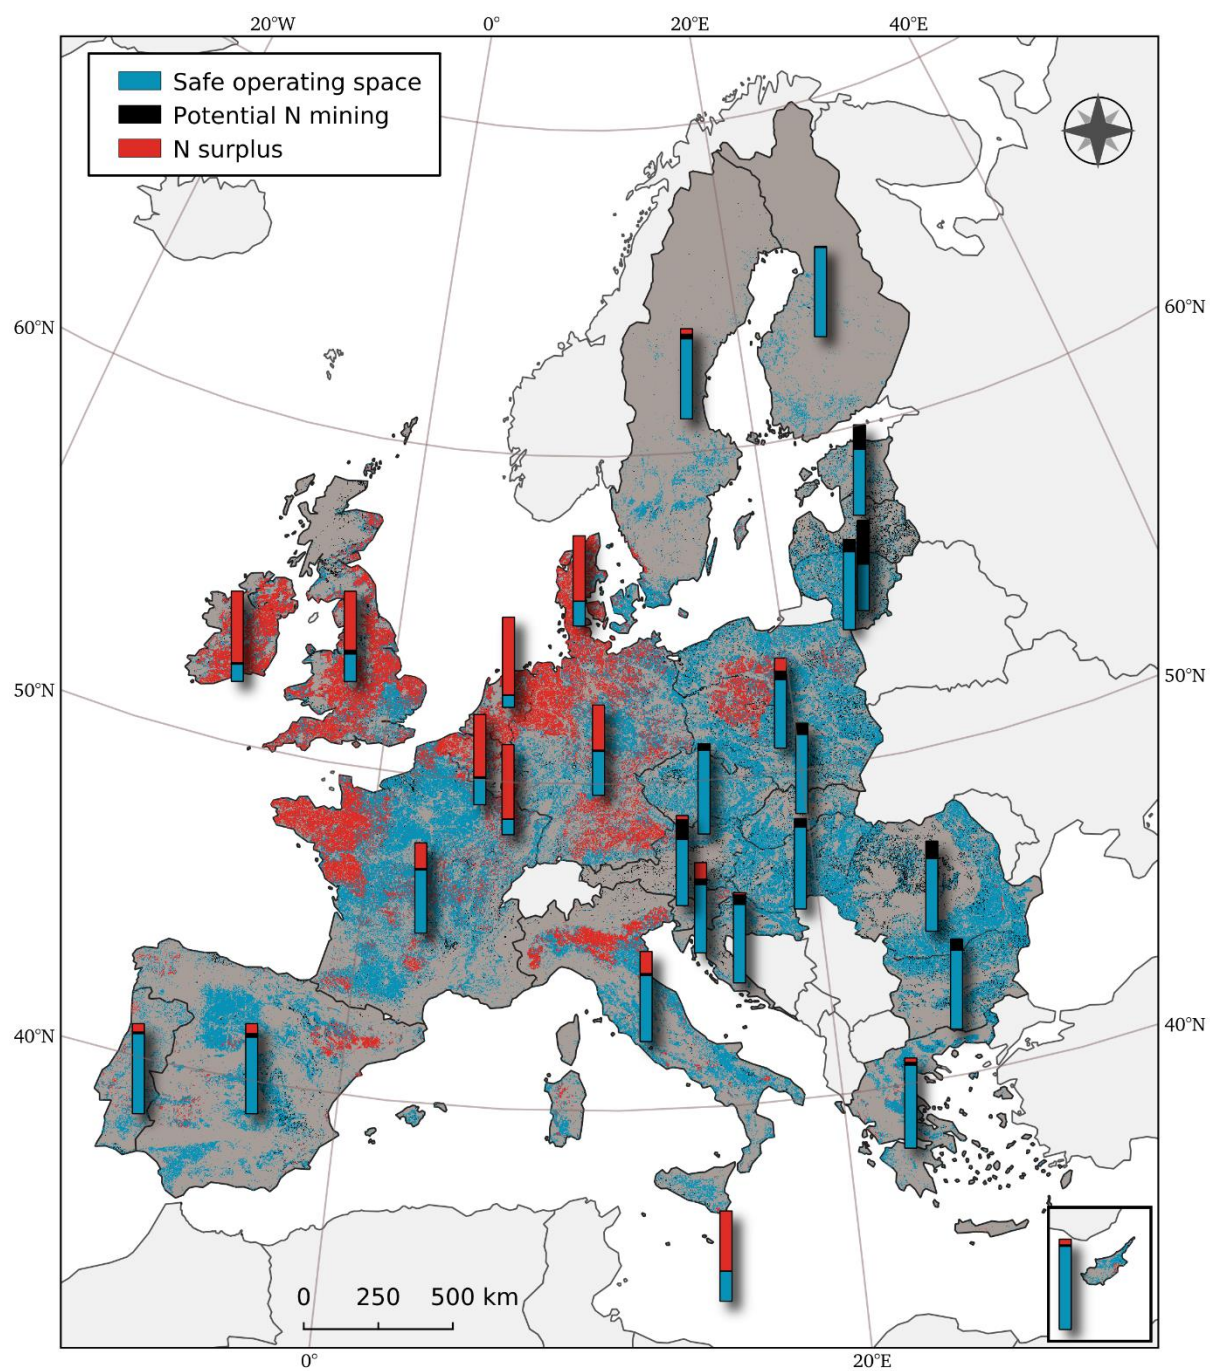 20°W 0° 20°E 40°E
Safe operating space
Potential N mining
N surplus
60°N 60°N
50°N 50°N
40°N 40°N
0 250 500 km
0° 20°E